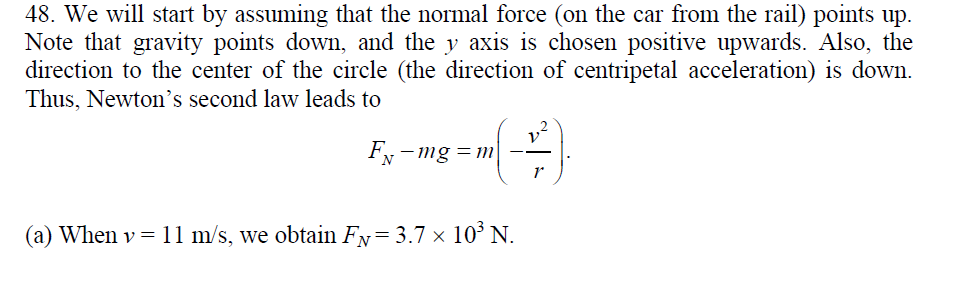 48. We will start by assuming that the normal force (on the car from the rail) points up.
Note that gravity points down, and the y axis is chosen positive upwards. Also, the
direction to the center of the circle (the direction of centripetal acceleration) is down.
Thus, Newton’s second law leads to
F_N − mg = m(−v²/r).
(a) When v = 11 m/s, we obtain F_N = 3.7 × 10³ N.